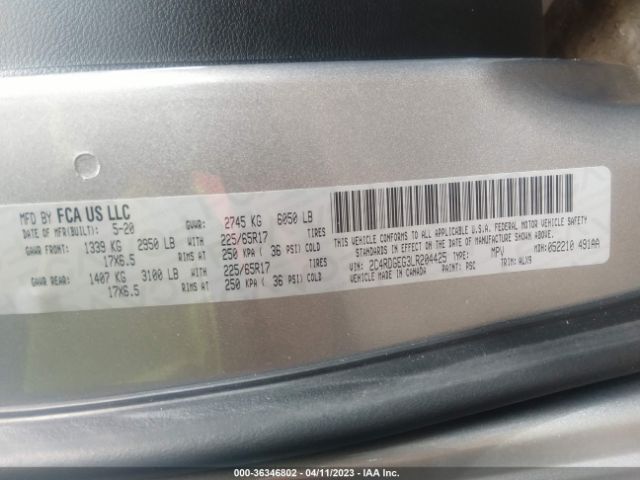 MFD BY FCA US LLC
DATE OF MFR(BUILT): 5-20 GVWR: 2745 KG 6050 LB
GAWR FRONT: 1339 KG 2950 LB WITH 225/65R17 TIRES
17X6.5 RIMS AT 250 KPA ( 36 PSI) COLD
GAWR REAR: 1407 KG 3100 LB WITH 225/65R17 TIRES
17X6.5 RIMS AT 250 KPA ( 36 PSI) COLD
THIS VEHICLE CONFORMS TO ALL APPLICABLE U.S.A. FEDERAL MOTOR VEHICLE SAFETY
STANDARDS IN EFFECT ON THE DATE OF MANUFACTURE SHOWN ABOVE.
VIN: 2C4RDGEG3LR204425 TYPE: MPV MDH: 052210 491AA
VEHICLE MADE IN CANADA PAINT: PSC TRIM: ALX9
000-36346802 - 04/11/2023 - IAA Inc.